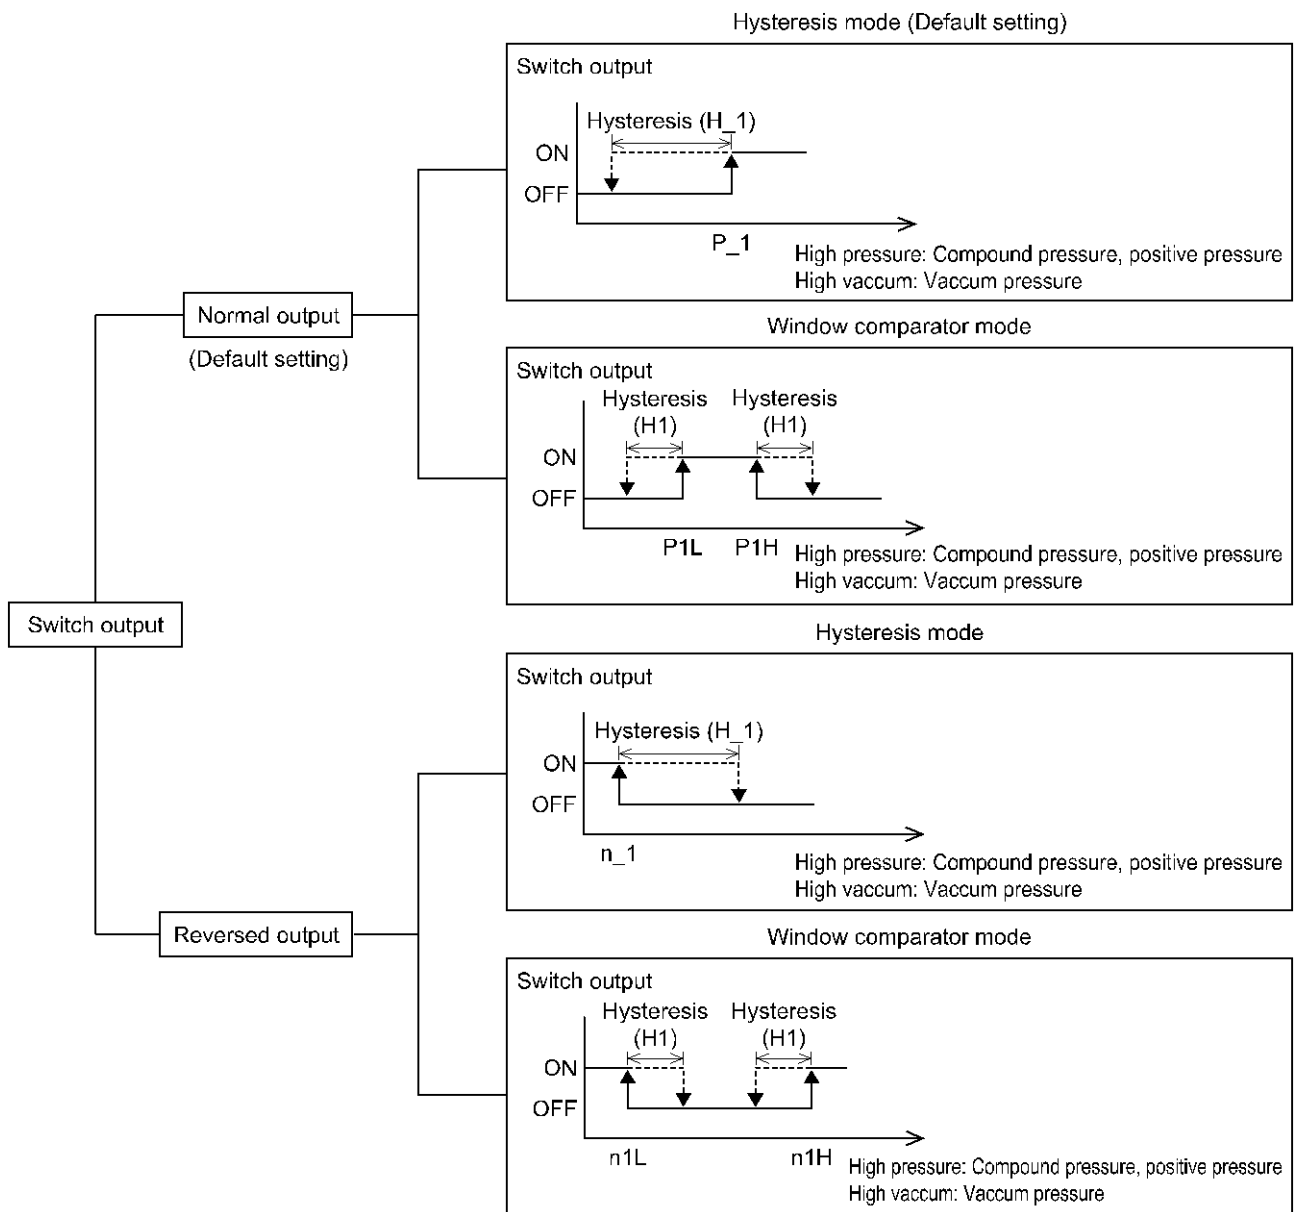 Hysteresis mode (Default setting)
Switch output
Hysteresis (H_1)
ON
OFF
P_1
High pressure: Compound pressure, positive pressure
High vaccum: Vaccum pressure
Normal output
(Default setting)
Window comparator mode
Switch output
Hysteresis
(H1)
Hysteresis
(H1)
ON
OFF
P1L
P1H
High pressure: Compound pressure, positive pressure
High vaccum: Vaccum pressure
Switch output
Hysteresis mode
Switch output
Hysteresis (H_1)
ON
OFF
n_1
High pressure: Compound pressure, positive pressure
High vaccum: Vaccum pressure
Reversed output
Window comparator mode
Switch output
Hysteresis
(H1)
Hysteresis
(H1)
ON
OFF
n1L
n1H
High pressure: Compound pressure, positive pressure
High vaccum: Vaccum pressure